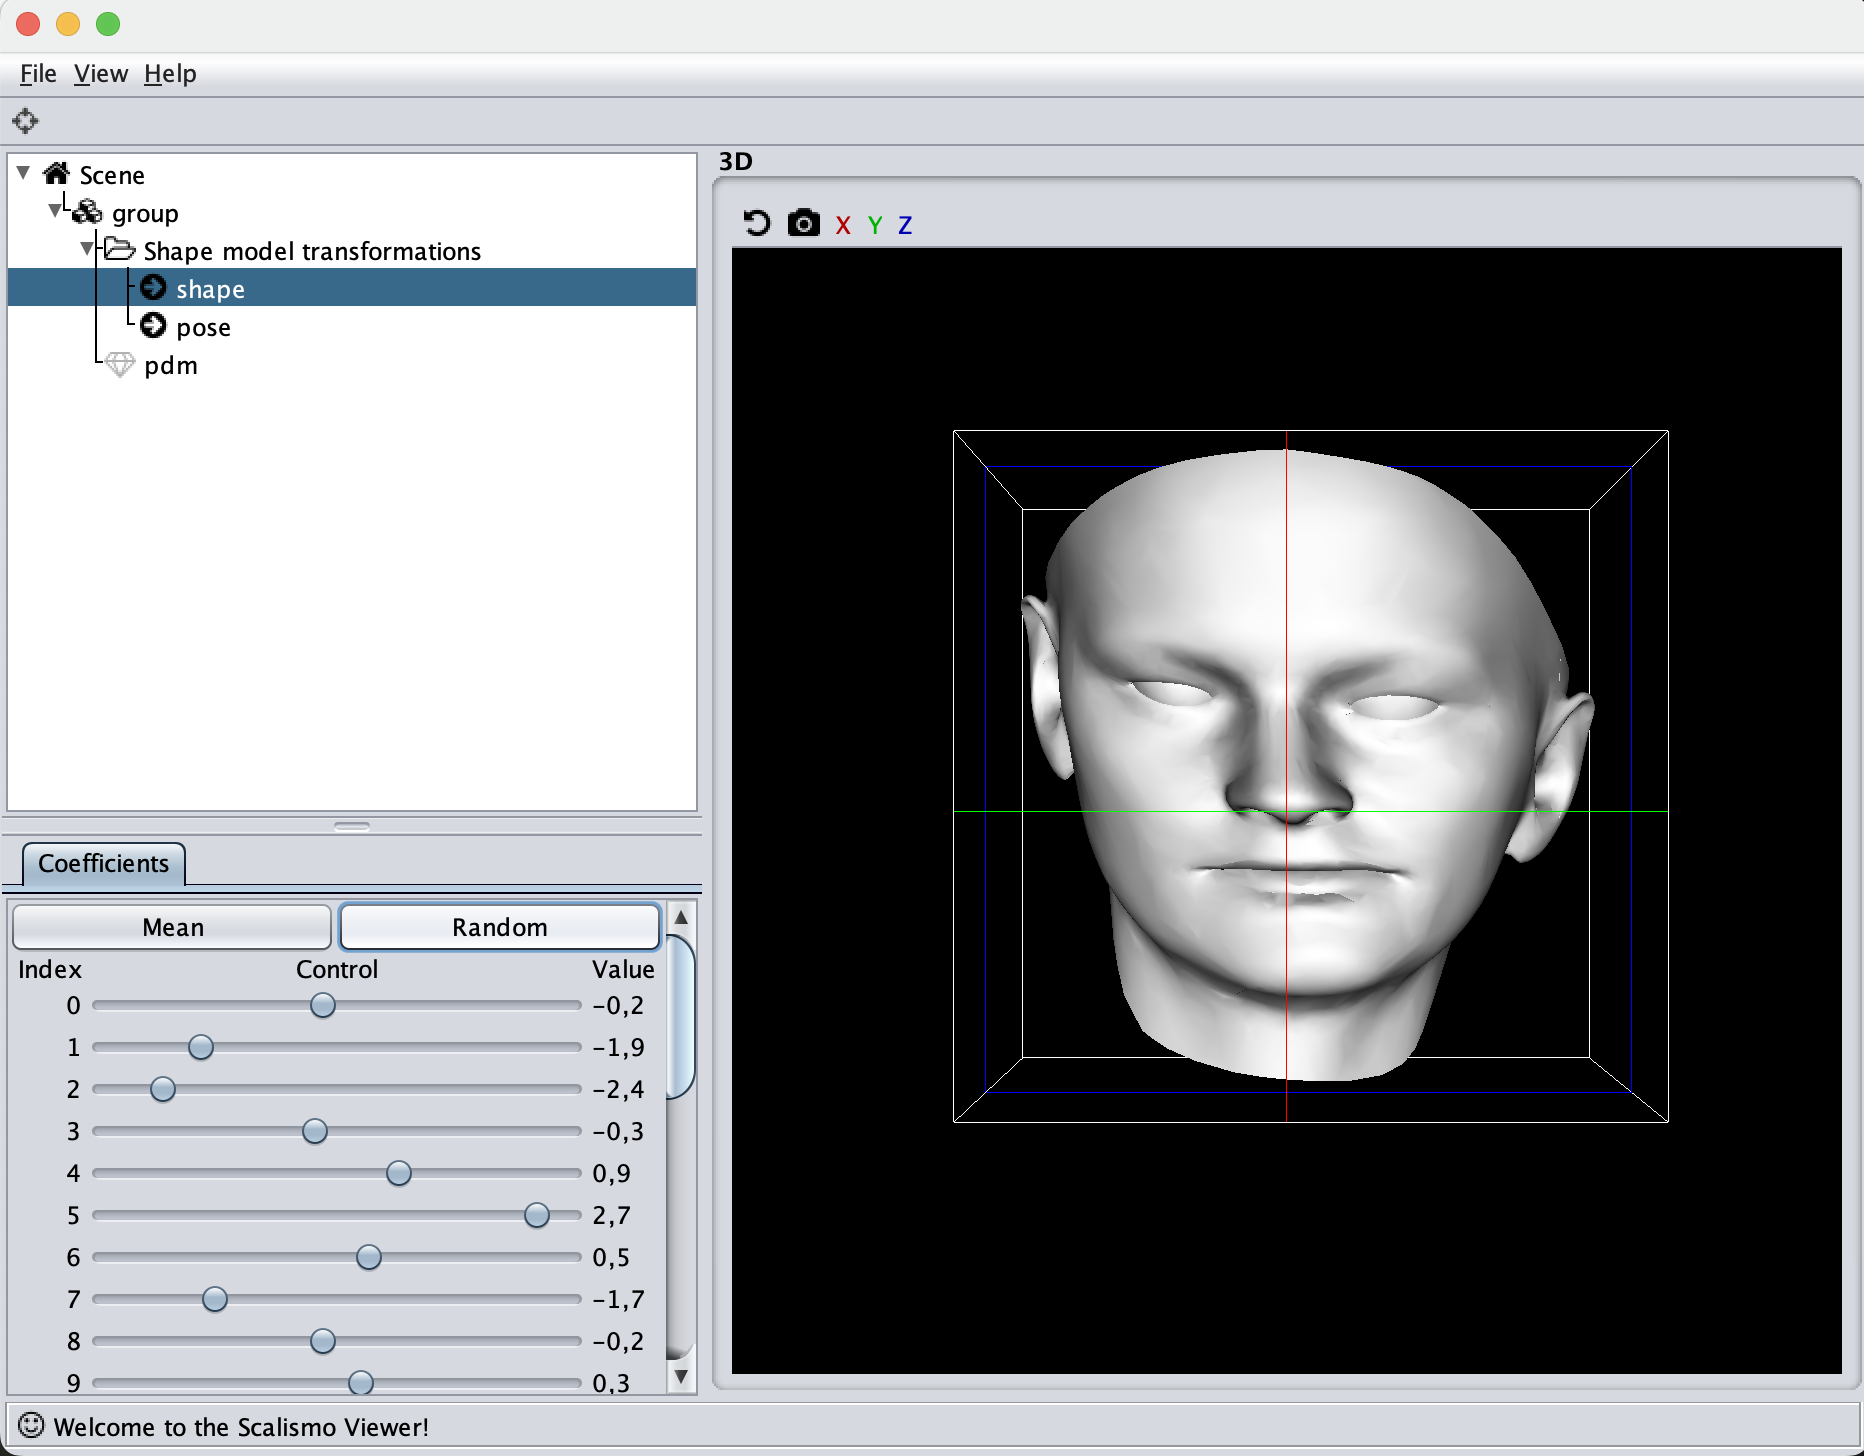 File View Help
Scene
group
Shape model transformations
shape
pose
pdm
Coefficients
Mean Random
Index Control Value
0 -0,2
1 -1,9
2 -2,4
3 -0,3
4 0,9
5 2,7
6 0,5
7 -1,7
8 -0,2
9 0,3
3D
X Y Z
Welcome to the Scalismo Viewer!